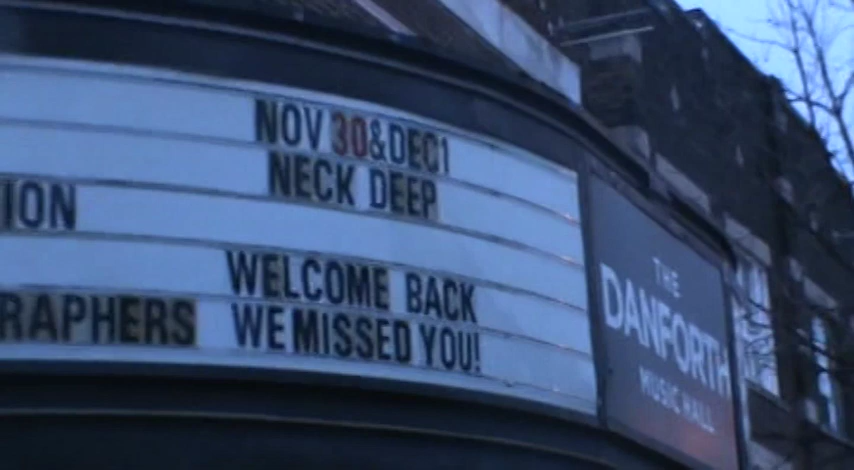 NOV 30&DEC1
NECK DEEP
WELCOME BACK
WE MISSED YOU!
ION
RAPHERS
THE
DANFORTH
MUSIC HALL